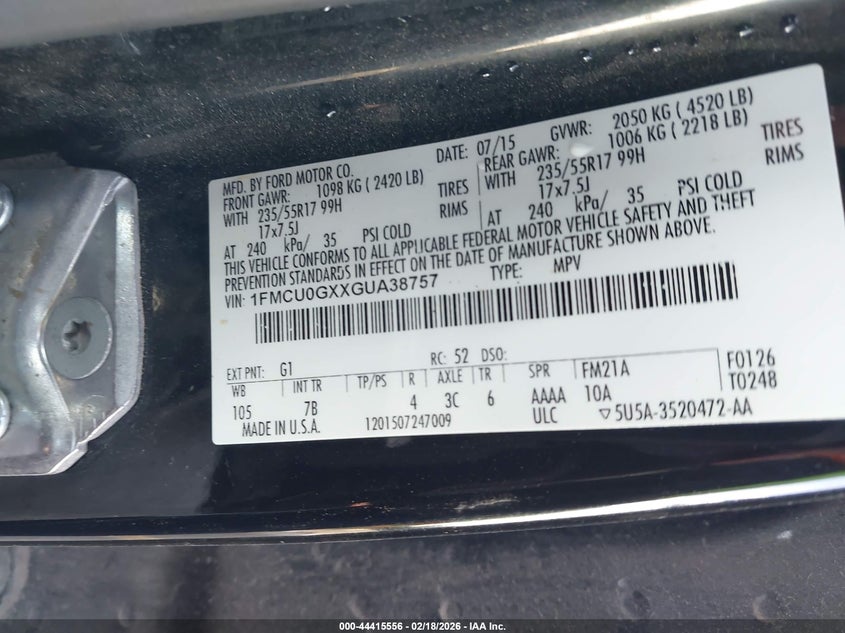 MFD. BY FORD MOTOR CO. DATE: 07/15 GVWR: 2050 KG ( 4520 LB)
FRONT GAWR: 1098 KG ( 2420 LB) REAR GAWR: 1006 KG ( 2218 LB)
WITH 235/55R17 99H TIRES WITH 235/55R17 99H TIRES
17x7.5J RIMS 17x7.5J RIMS
AT 240 kPa/ 35 PSI COLD AT 240 kPa/ 35 PSI COLD
THIS VEHICLE CONFORMS TO ALL APPLICABLE FEDERAL MOTOR VEHICLE SAFETY AND THEFT
PREVENTION STANDARDS IN EFFECT ON THE DATE OF MANUFACTURE SHOWN ABOVE.
VIN: 1FMCU0GXXGUA38757 TYPE: MPV
EXT PNT: G1 RC: 52 DSO: FM21A F0126
WB INT TR TP/PS R AXLE TR SPR 10A T0248
105 7B 4 3C 6 AAAA
MADE IN U.S.A. 1201507247009 ULC ▽5U5A-3520472-AA
000-44415556 | 02/18/2026 | IAA Inc.